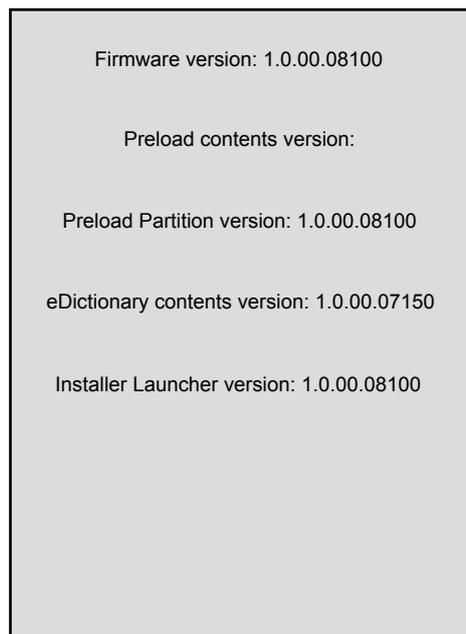 Firmware version: 1.0.00.08100
Preload contents version:
Preload Partition version: 1.0.00.08100
eDictionary contents version: 1.0.00.07150
Installer Launcher version: 1.0.00.08100